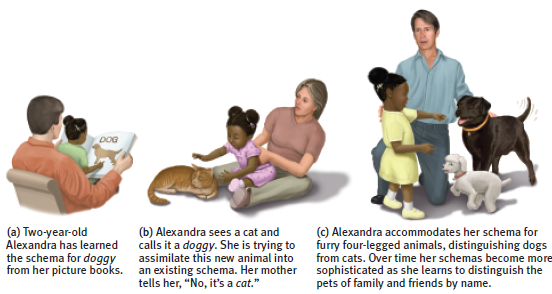 DOG
(a) Two-year-old
Alexandra has learned
the schema for doggy
from her picture books.
(b) Alexandra sees a cat and
calls it a doggy. She is trying to
assimilate this new animal into
an existing schema. Her mother
tells her, “No, it’s a cat.”
(c) Alexandra accommodates her schema for
furry four-legged animals, distinguishing dogs
from cats. Over time her schemas become more
sophisticated as she learns to distinguish the
pets of family and friends by name.